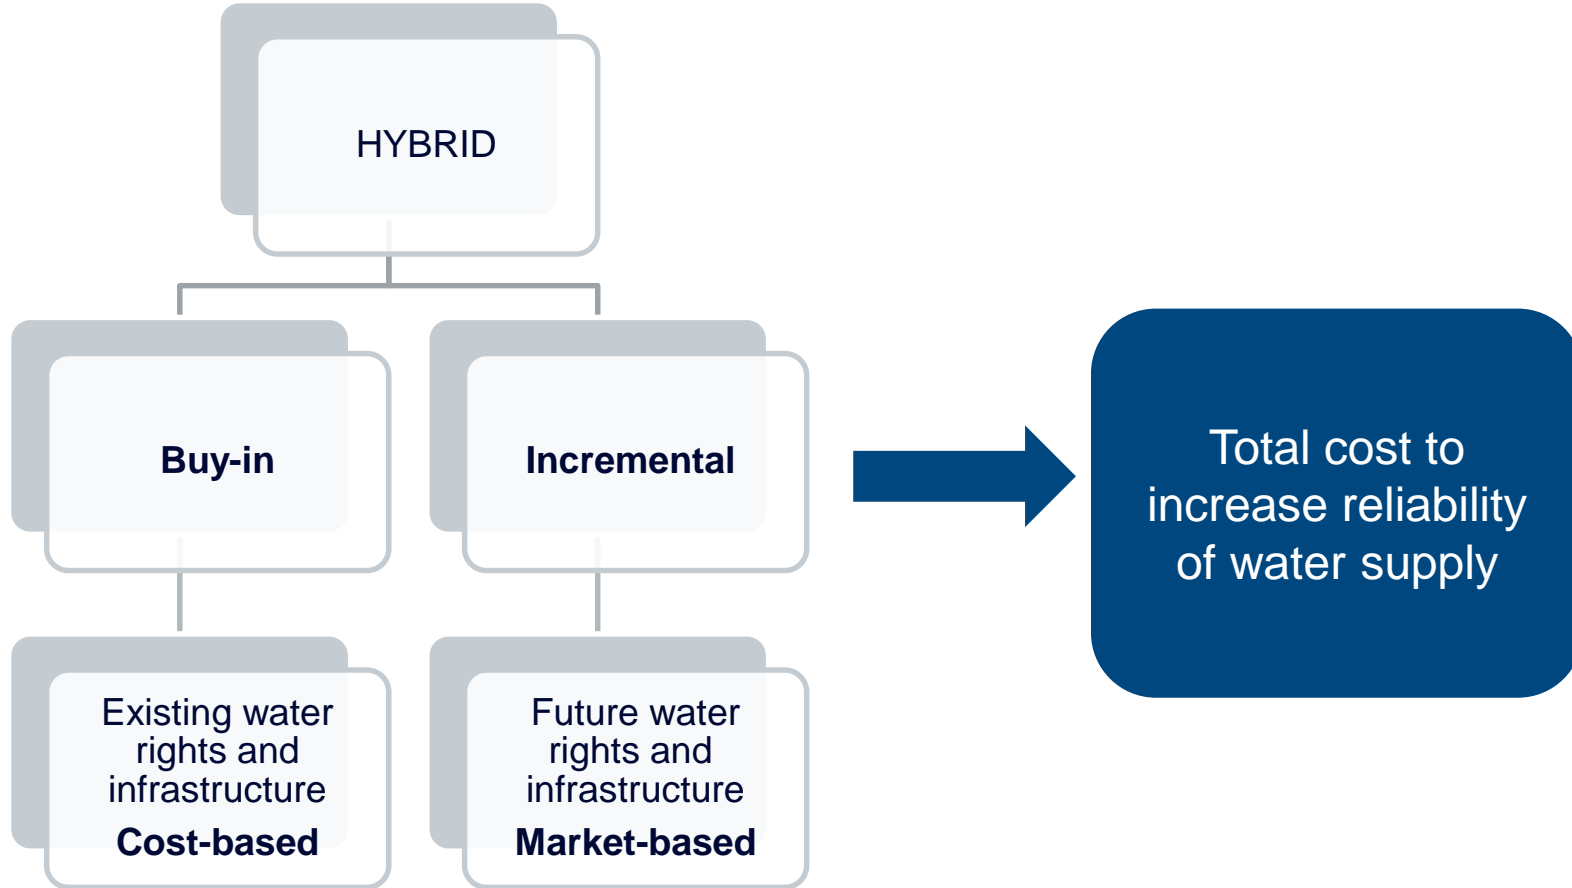 HYBRID
Buy-in
Incremental
Existing water
rights and
infrastructure
Cost-based
Future water
rights and
infrastructure
Market-based
Total cost to
increase reliability
of water supply